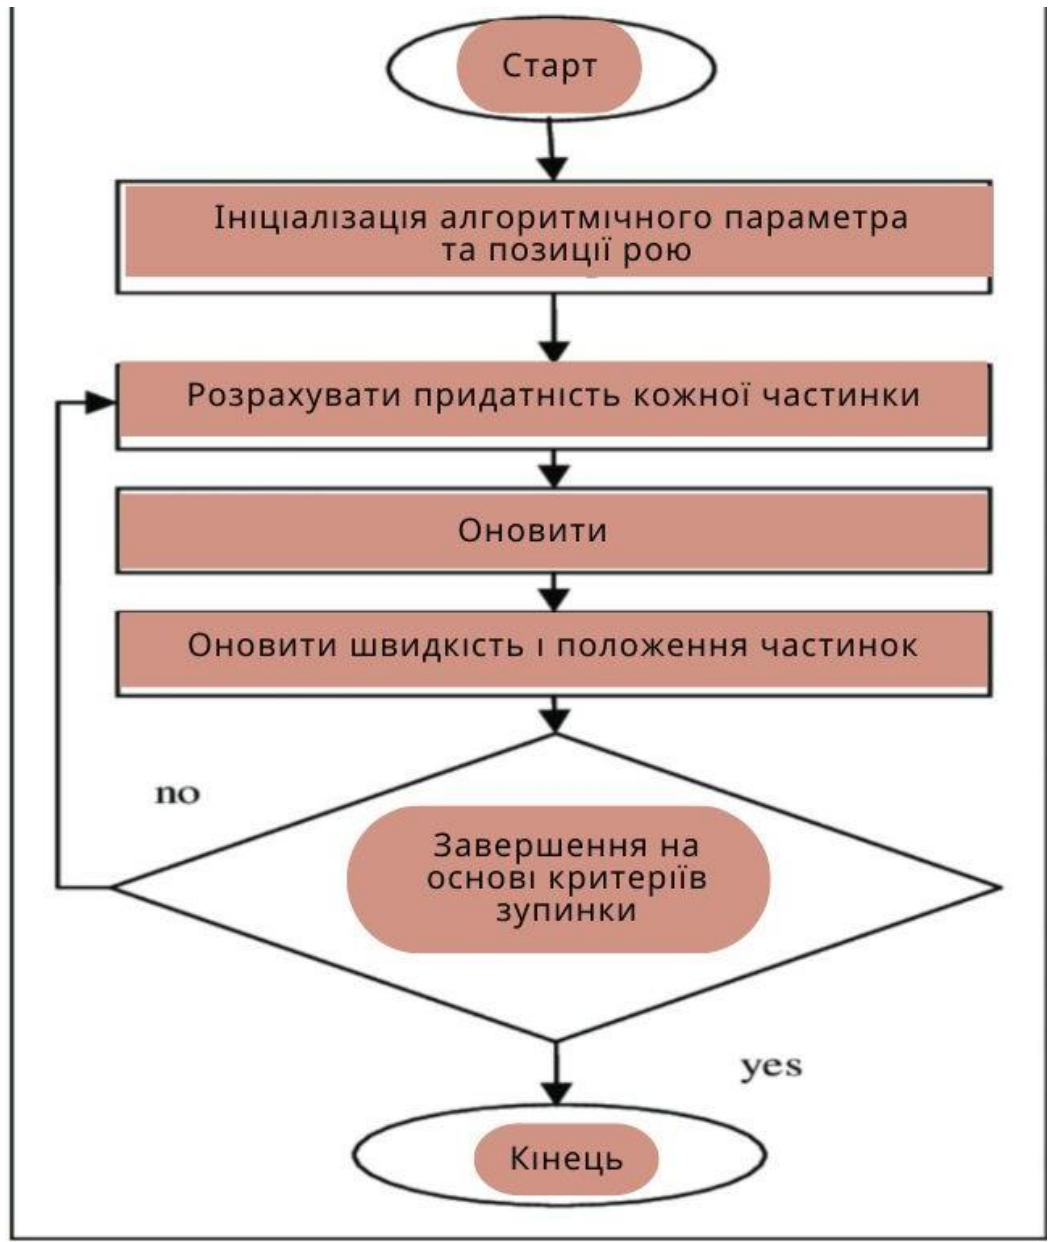 Старт
Ініціалізація алгоритмічного параметра
та позиції рою
Розрахувати придатність кожної частинки
Оновити
Оновити швидкість і положення частинок
no
Завершення на
основі критеріїв
зупинки
yes
Кінець